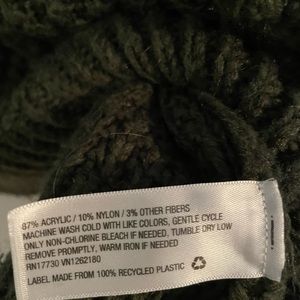 87% ACRYLIC / 10% NYLON / 3% OTHER FIBERS
MACHINE WASH COLD WITH LIKE COLORS, GENTLE CYCLE
ONLY NON-CHLORINE BLEACH IF NEEDED, TUMBLE DRY LOW
REMOVE PROMPTLY, WARM IRON IF NEEDED
RN17730 VN1262180
LABEL MADE FROM 100% RECYCLED PLASTIC